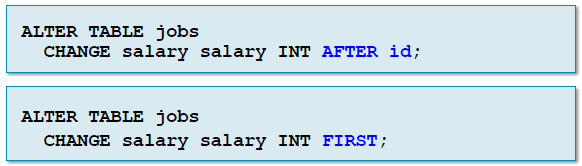 ALTER TABLE jobs
CHANGE salary salary INT AFTER id;
ALTER TABLE jobs
CHANGE salary salary INT FIRST;